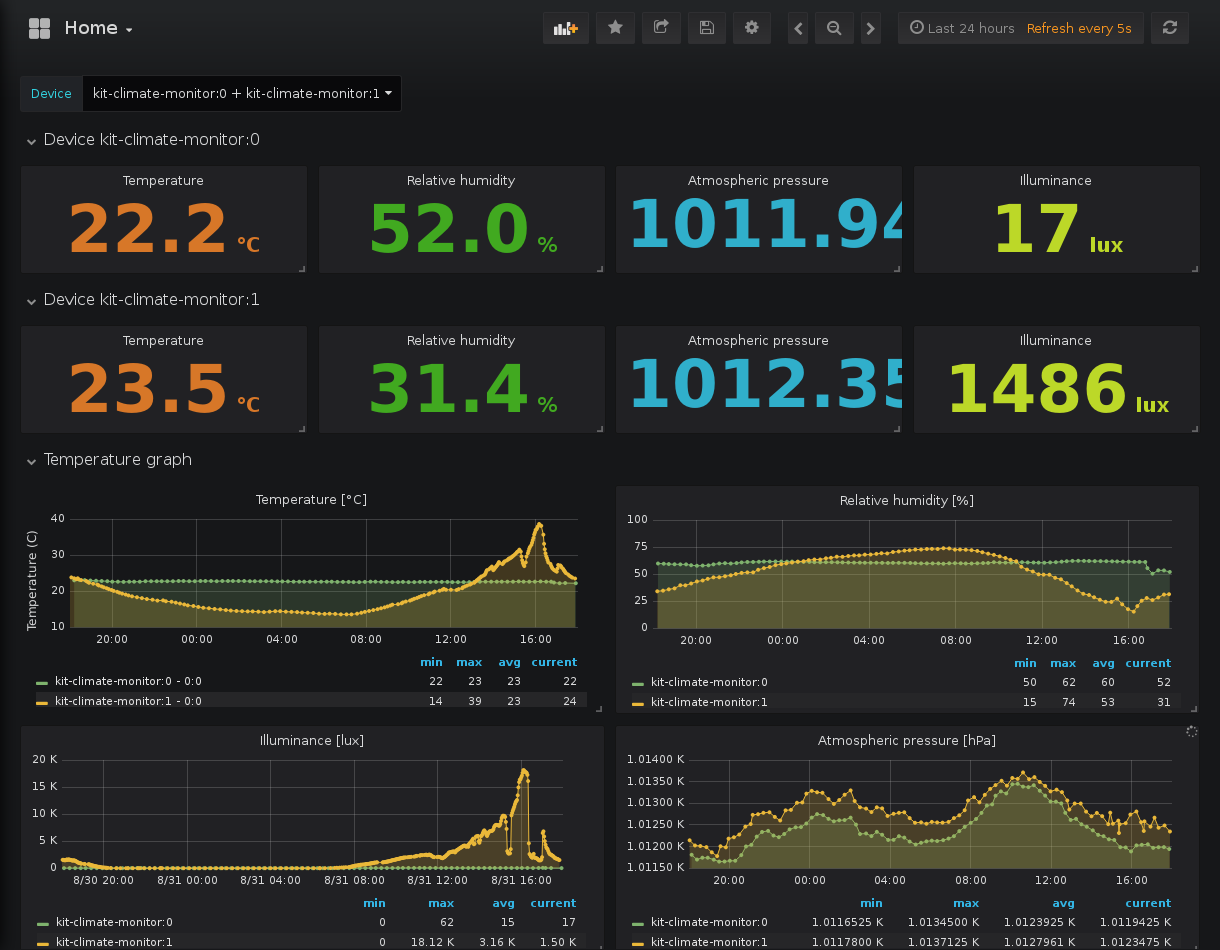 Home
Last 24 hours Refresh every 5s
Device kit-climate-monitor:0 + kit-climate-monitor:1
Device kit-climate-monitor:0
Temperature Relative humidity Atmospheric pressure Illuminance
22.2 °C 52.0 % 1011.94 17 lux
Device kit-climate-monitor:1
Temperature Relative humidity Atmospheric pressure Illuminance
23.5 °C 31.4 % 1012.35 1486 lux
Temperature graph
Temperature [°C]
Temperature (C)
40
30
20
10
20:00 00:00 04:00 08:00 12:00 16:00
min max avg current
kit-climate-monitor:0 - 0:0 22 23 23 22
kit-climate-monitor:1 - 0:0 14 39 23 24
Relative humidity [%]
100
75
50
25
0
20:00 00:00 04:00 08:00 12:00 16:00
min max avg current
kit-climate-monitor:0 50 62 60 52
kit-climate-monitor:1 15 74 53 31
Illuminance [lux]
20 K
15 K
10 K
5 K
0
8/30 20:00 8/31 00:00 8/31 04:00 8/31 08:00 8/31 12:00 8/31 16:00
min max avg current
kit-climate-monitor:0 0 62 15 17
kit-climate-monitor:1 0 18.12 K 3.16 K 1.50 K
Atmospheric pressure [hPa]
1.01400 K
1.01350 K
1.01300 K
1.01250 K
1.01200 K
1.01150 K
20:00 00:00 04:00 08:00 12:00 16:00
min max avg current
kit-climate-monitor:0 1.0116525 K 1.0134500 K 1.0123925 K 1.0119425 K
kit-climate-monitor:1 1.0117800 K 1.0137125 K 1.0127961 K 1.0123475 K